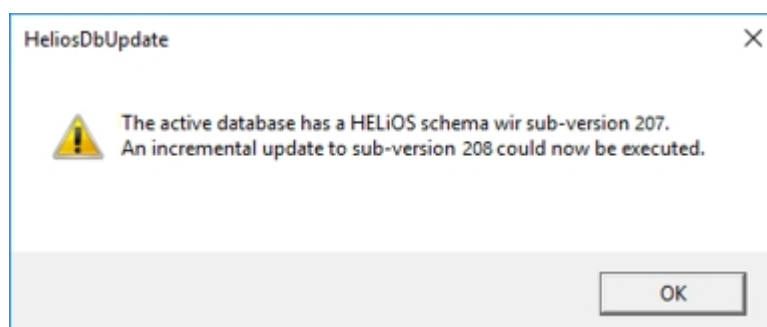 HeliosDbUpdate
The active database has a HELiOS schema wir sub-version 207.
An incremental update to sub-version 208 could now be executed.
OK